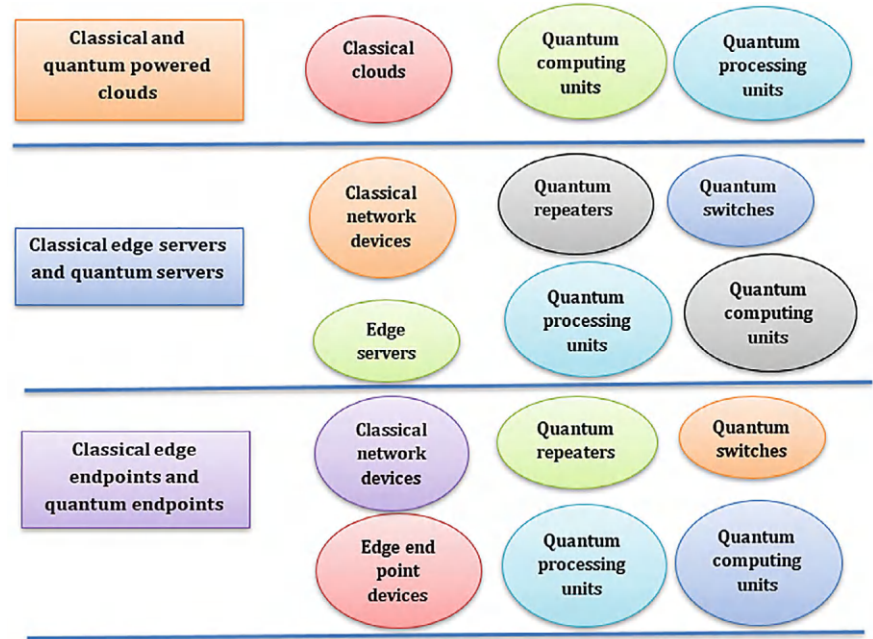 Classical and
quantum powered
clouds
Classical
clouds
Quantum
computing
units
Quantum
processing
units
Classical edge servers
and quantum servers
Classical
network
devices
Quantum
repeaters
Quantum
switches
Edge
servers
Quantum
processing
units
Quantum
computing
units
Classical edge
endpoints and
quantum endpoints
Classical
network
devices
Quantum
repeaters
Quantum
switches
Edge end
point
devices
Quantum
processing
units
Quantum
computing
units